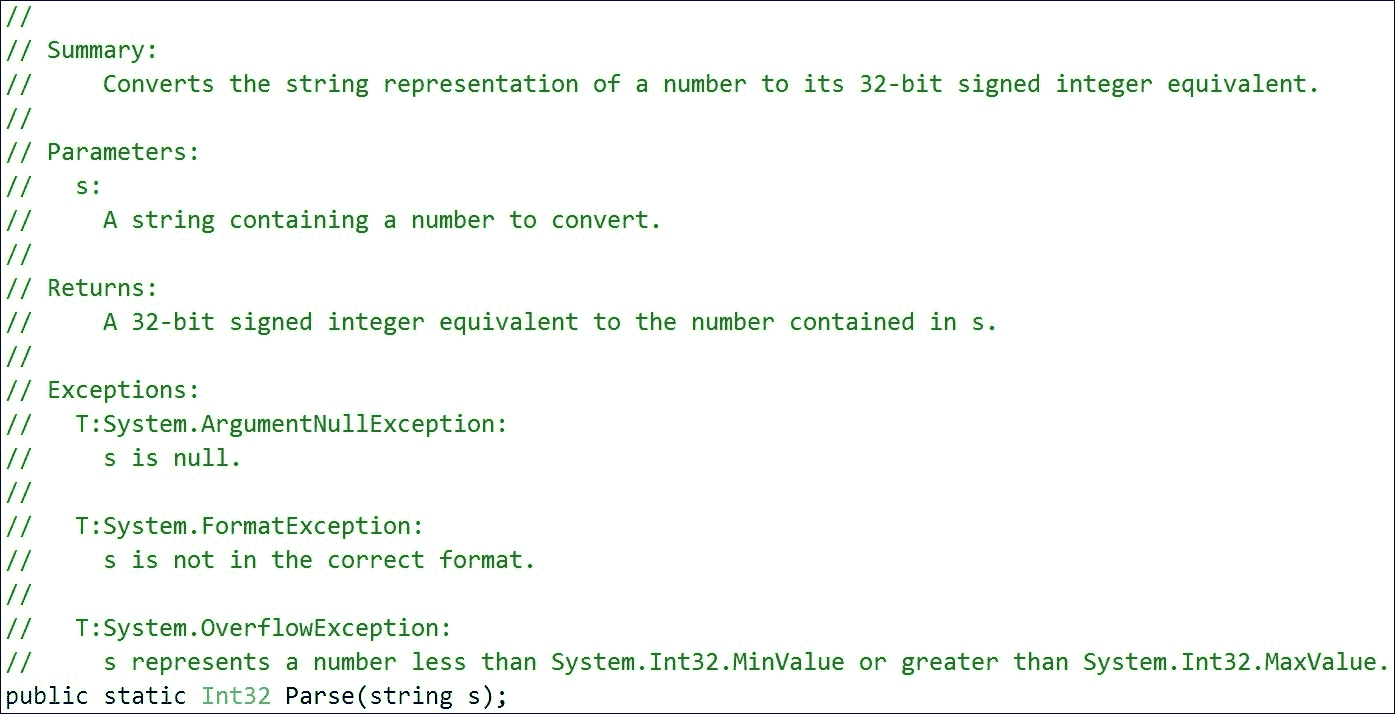 //
// Summary:
//     Converts the string representation of a number to its 32-bit signed integer equivalent.
//
// Parameters:
//   s:
//     A string containing a number to convert.
//
// Returns:
//     A 32-bit signed integer equivalent to the number contained in s.
//
// Exceptions:
//   T:System.ArgumentNullException:
//     s is null.
//
//   T:System.FormatException:
//     s is not in the correct format.
//
//   T:System.OverflowException:
//     s represents a number less than System.Int32.MinValue or greater than System.Int32.MaxValue.
public static Int32 Parse(string s);